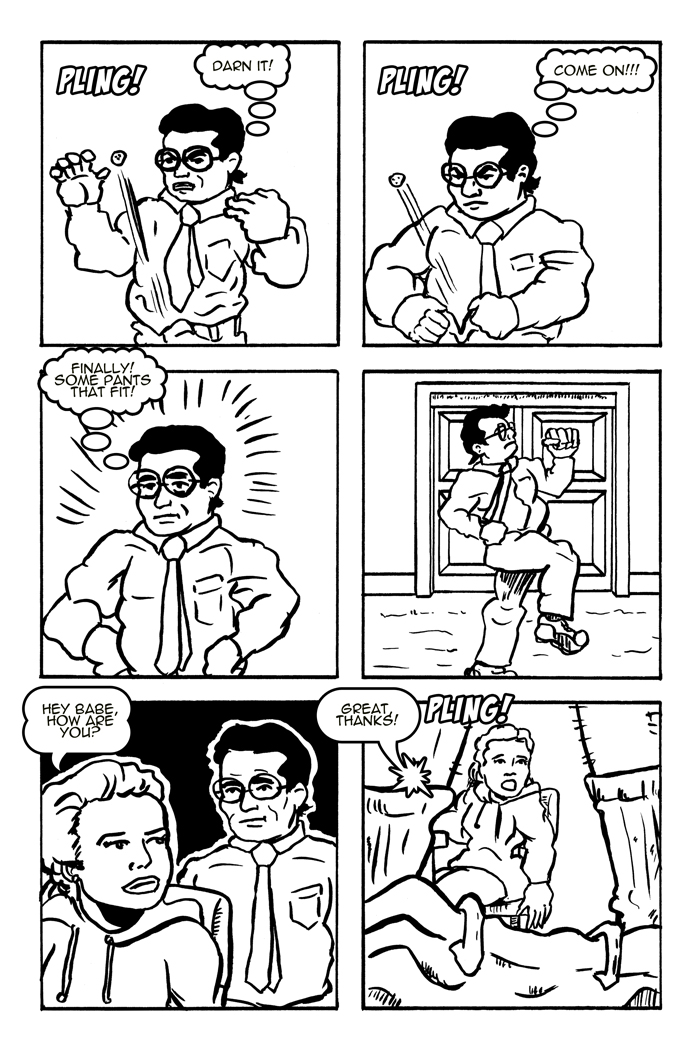 PLING!
DARN IT!
PLING!
COME ON!!!
FINALLY!
SOME PANTS
THAT FIT!
HEY BABE,
HOW ARE
YOU?
GREAT,
THANKS!
PLING!